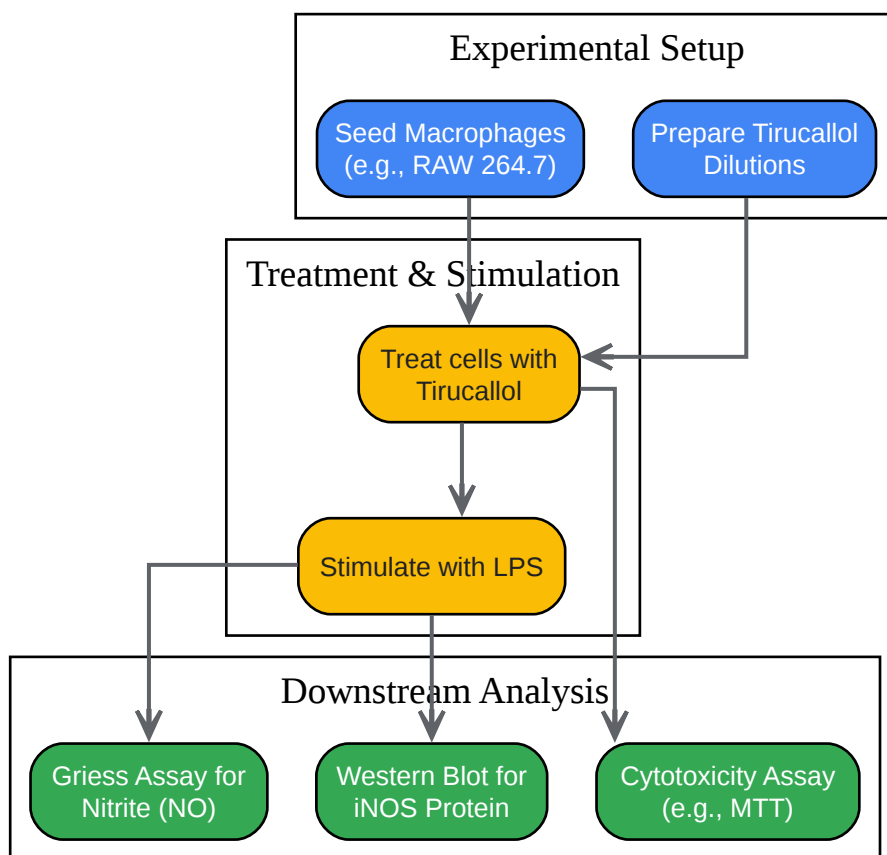 Experimental Setup
Seed Macrophages
(e.g., RAW 264.7)
Prepare Tirucallol
Dilutions
Treatment & Stimulation
Treat cells with
Tirucallol
Stimulate with LPS
Downstream Analysis
Griess Assay for
Nitrite (NO)
Western Blot for
iNOS Protein
Cytotoxicity Assay
(e.g., MTT)